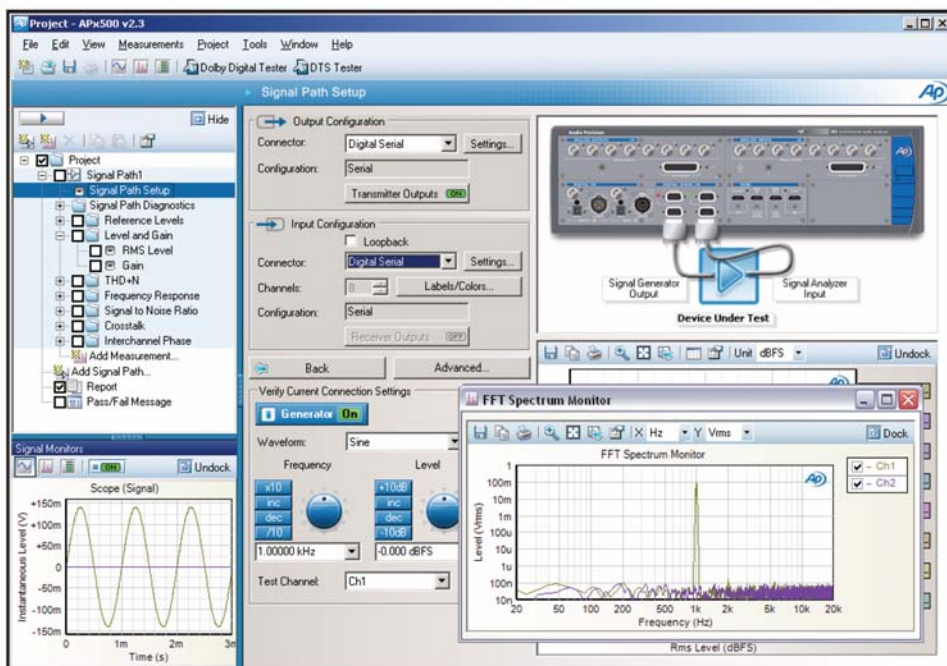 Project - APx500 v2.3
File Edit View Measurements Project Tools Window Help
Dolby Digital Tester DTS Tester
Signal Path Setup
Ap
Hide
Project
Signal Path1
Signal Path Setup
Signal Path Diagnostics
Reference Levels
Level and Gain
RMS Level
Gain
THD+N
Frequency Response
Signal to Noise Ratio
Crosstalk
Interchannel Phase
Add Measurement...
Add Signal Path...
Report
Pass/Fail Message
Signal Monitors
ON Undock
Scope (Signal)
Instantaneous Level (V)
+150m
+100m
+50m
0
-50m
-100m
-150m
0 1m 2m 3m
Time (s)
Output Configuration
Connector: Digital Serial Settings...
Configuration: Serial
Transmitter Outputs ON
Input Configuration
Loopback
Connector: Digital Serial Settings...
Channels: 8 Labels/Colors...
Configuration: Serial
Receiver Outputs OFF
Back Advanced...
Verify Current Connection Settings
Generator On
Waveform: Sine
Frequency Level
x10 +10dB
inc inc
dec dec
/10 -10dB
1.00000 kHz -0.000 dBFS
Test Channel: Ch1
Audio Precision
Ap
Signal Generator Output
Signal Analyzer Input
Device Under Test
Unit dBFS Undock
Ap
FFT Spectrum Monitor
X Hz Y Vrms Dock
FFT Spectrum Monitor
Ap
Ch1
Ch2
Level (Vrms)
1
100m
10m
1m
100u
10u
1u
100n
10n
20 50 100 200 500 1k 2k 5k 10k 20k
Frequency (Hz)
Rms Level (dBFS)